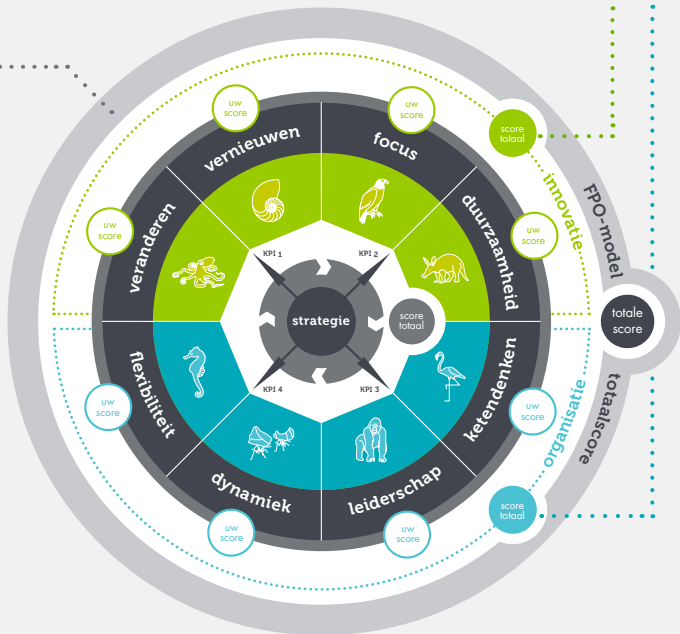 uw
score
uw
score
score
totaal
vernieuwen
focus
innovatie
FPO-model
uw
score
veranderen
duurzaamheid
uw
score
KPI 1
KPI 2
strategie
score
totaal
totale
score
KPI 4
KPI 3
flexibiliteit
ketendenken
totaalscore
organisatie
uw
score
uw
score
dynamiek
leiderschap
score
totaal
uw
score
uw
score